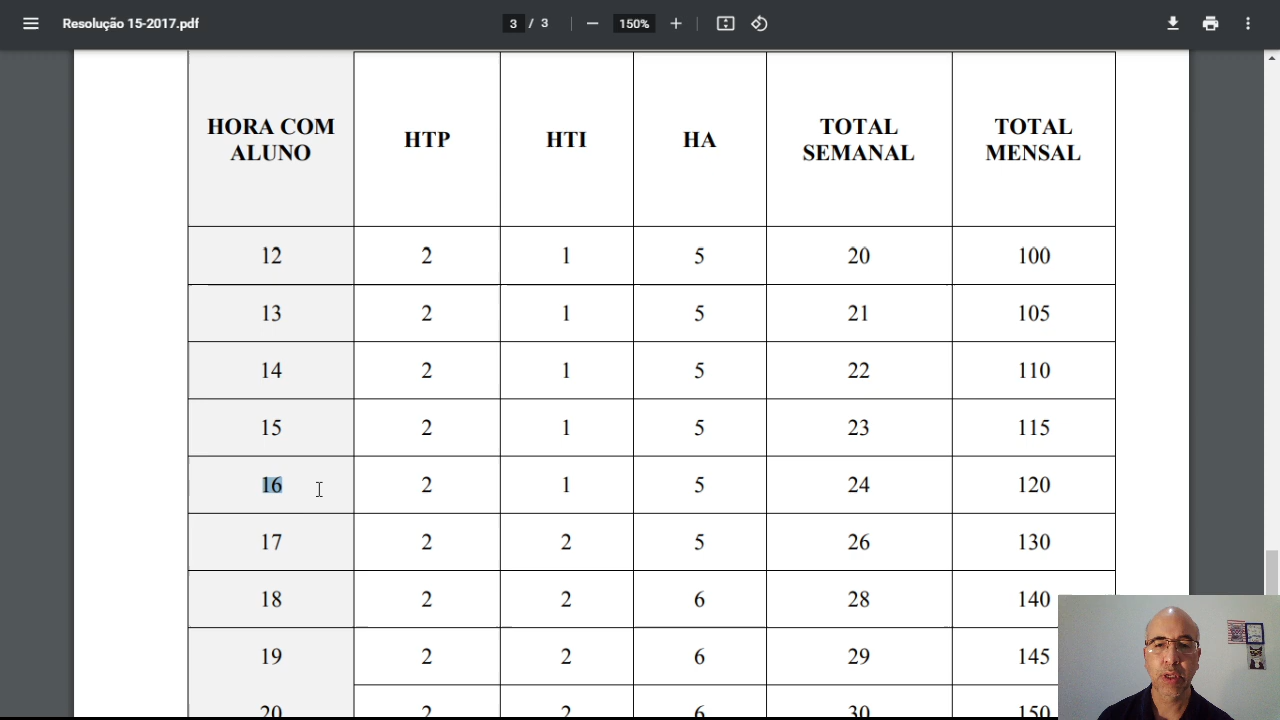 Resolução 15-2017.pdf
3 / 3
150%
HORA COM ALUNO HTP HTI HA TOTAL SEMANAL TOTAL MENSAL
12 2 1 5 20 100
13 2 1 5 21 105
14 2 1 5 22 110
15 2 1 5 23 115
16 2 1 5 24 120
17 2 2 5 26 130
18 2 2 6 28 140
19 2 2 6 29 145
20 2 2 6 30 150